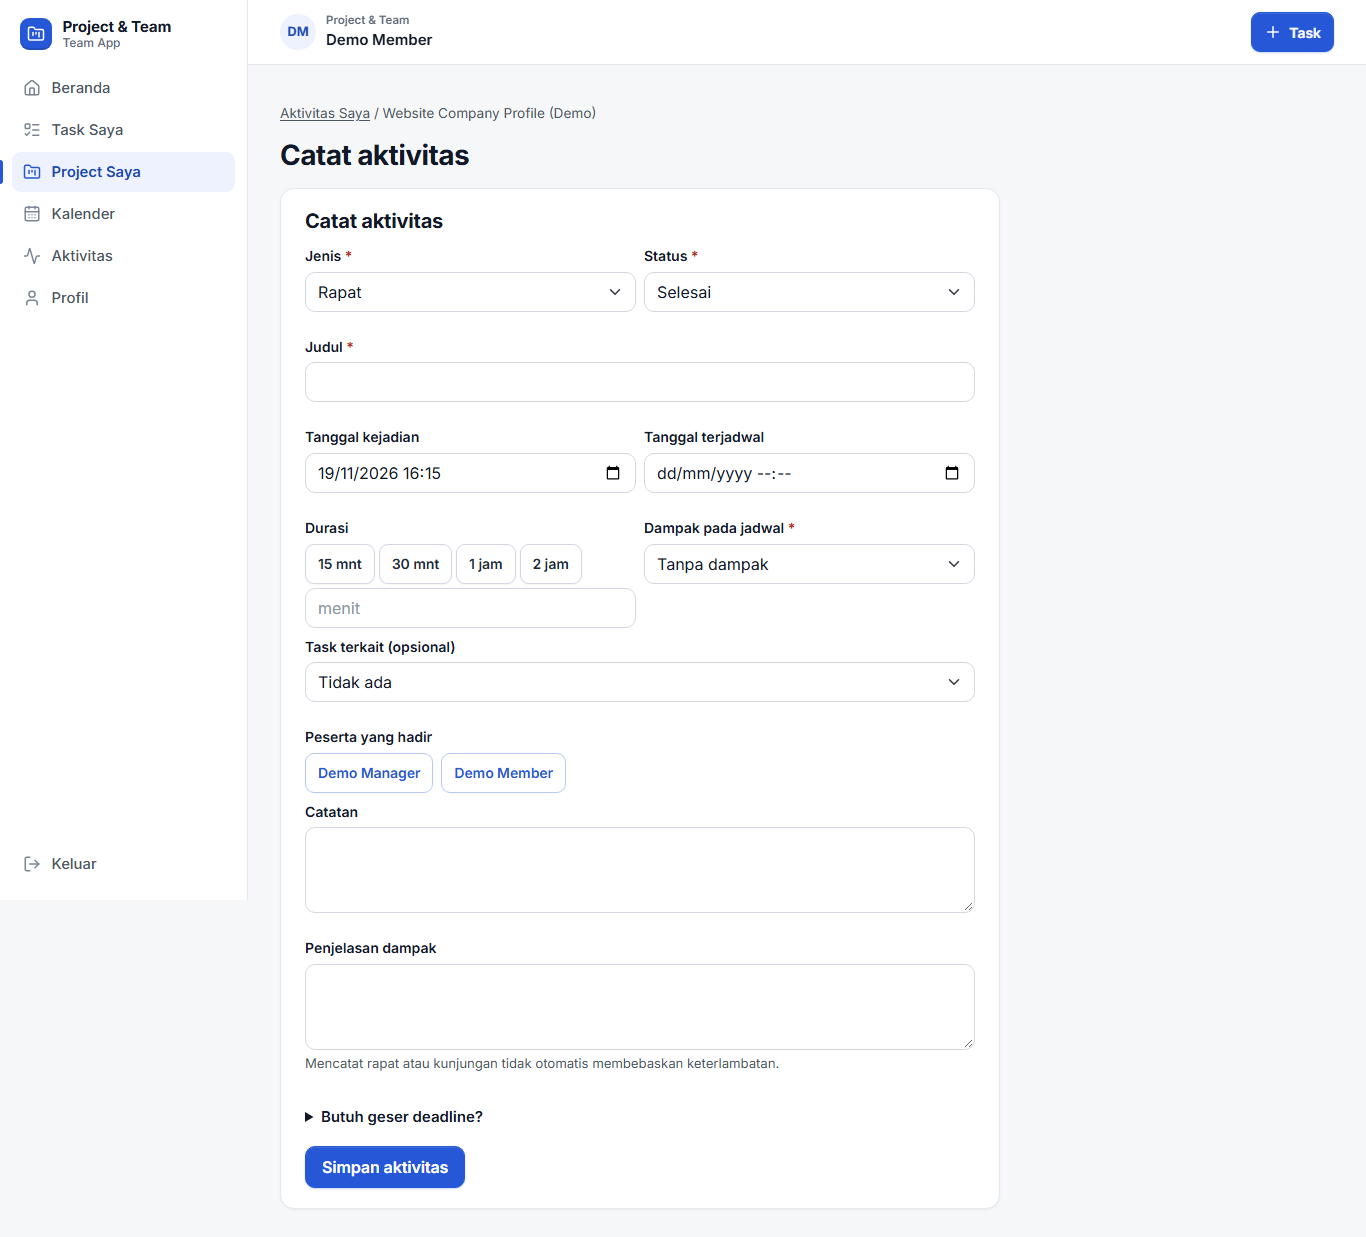 Project & Team
Team App
Beranda
Task Saya
Project Saya
Kalender
Aktivitas
Profil
Keluar
DM
Project & Team
Demo Member
+ Task
Aktivitas Saya / Website Company Profile (Demo)
Catat aktivitas
Catat aktivitas
Jenis *
Status *
Rapat
Selesai
Judul *
Tanggal kejadian
Tanggal terjadwal
19/11/2026 16:15
dd/mm/yyyy --:--
Durasi
Dampak pada jadwal *
15 mnt
30 mnt
1 jam
2 jam
Tanpa dampak
menit
Task terkait (opsional)
Tidak ada
Peserta yang hadir
Demo Manager
Demo Member
Catatan
Penjelasan dampak
Mencatat rapat atau kunjungan tidak otomatis membebaskan keterlambatan.
Butuh geser deadline?
Simpan aktivitas